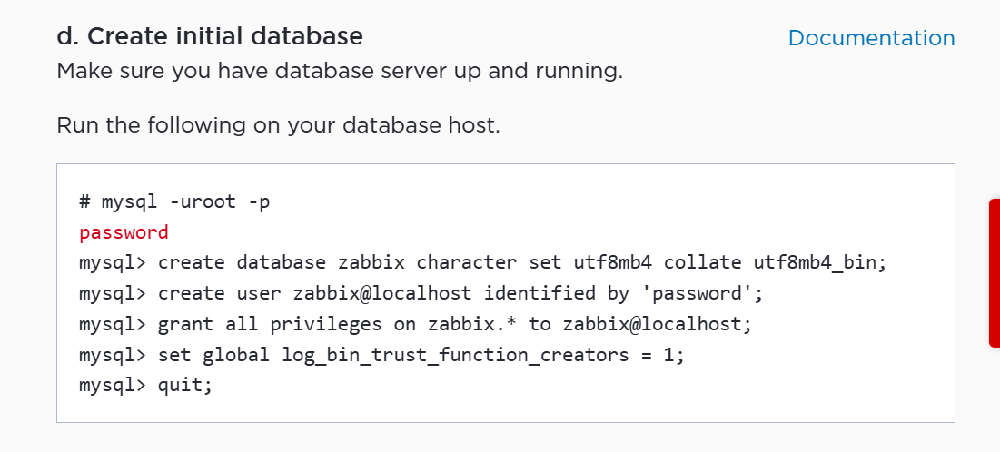 d. Create initial database
Documentation
Make sure you have database server up and running.
Run the following on your database host.
# mysql -uroot -p
password
mysql> create database zabbix character set utf8mb4 collate utf8mb4_bin;
mysql> create user zabbix@localhost identified by 'password';
mysql> grant all privileges on zabbix.* to zabbix@localhost;
mysql> set global log_bin_trust_function_creators = 1;
mysql> quit;